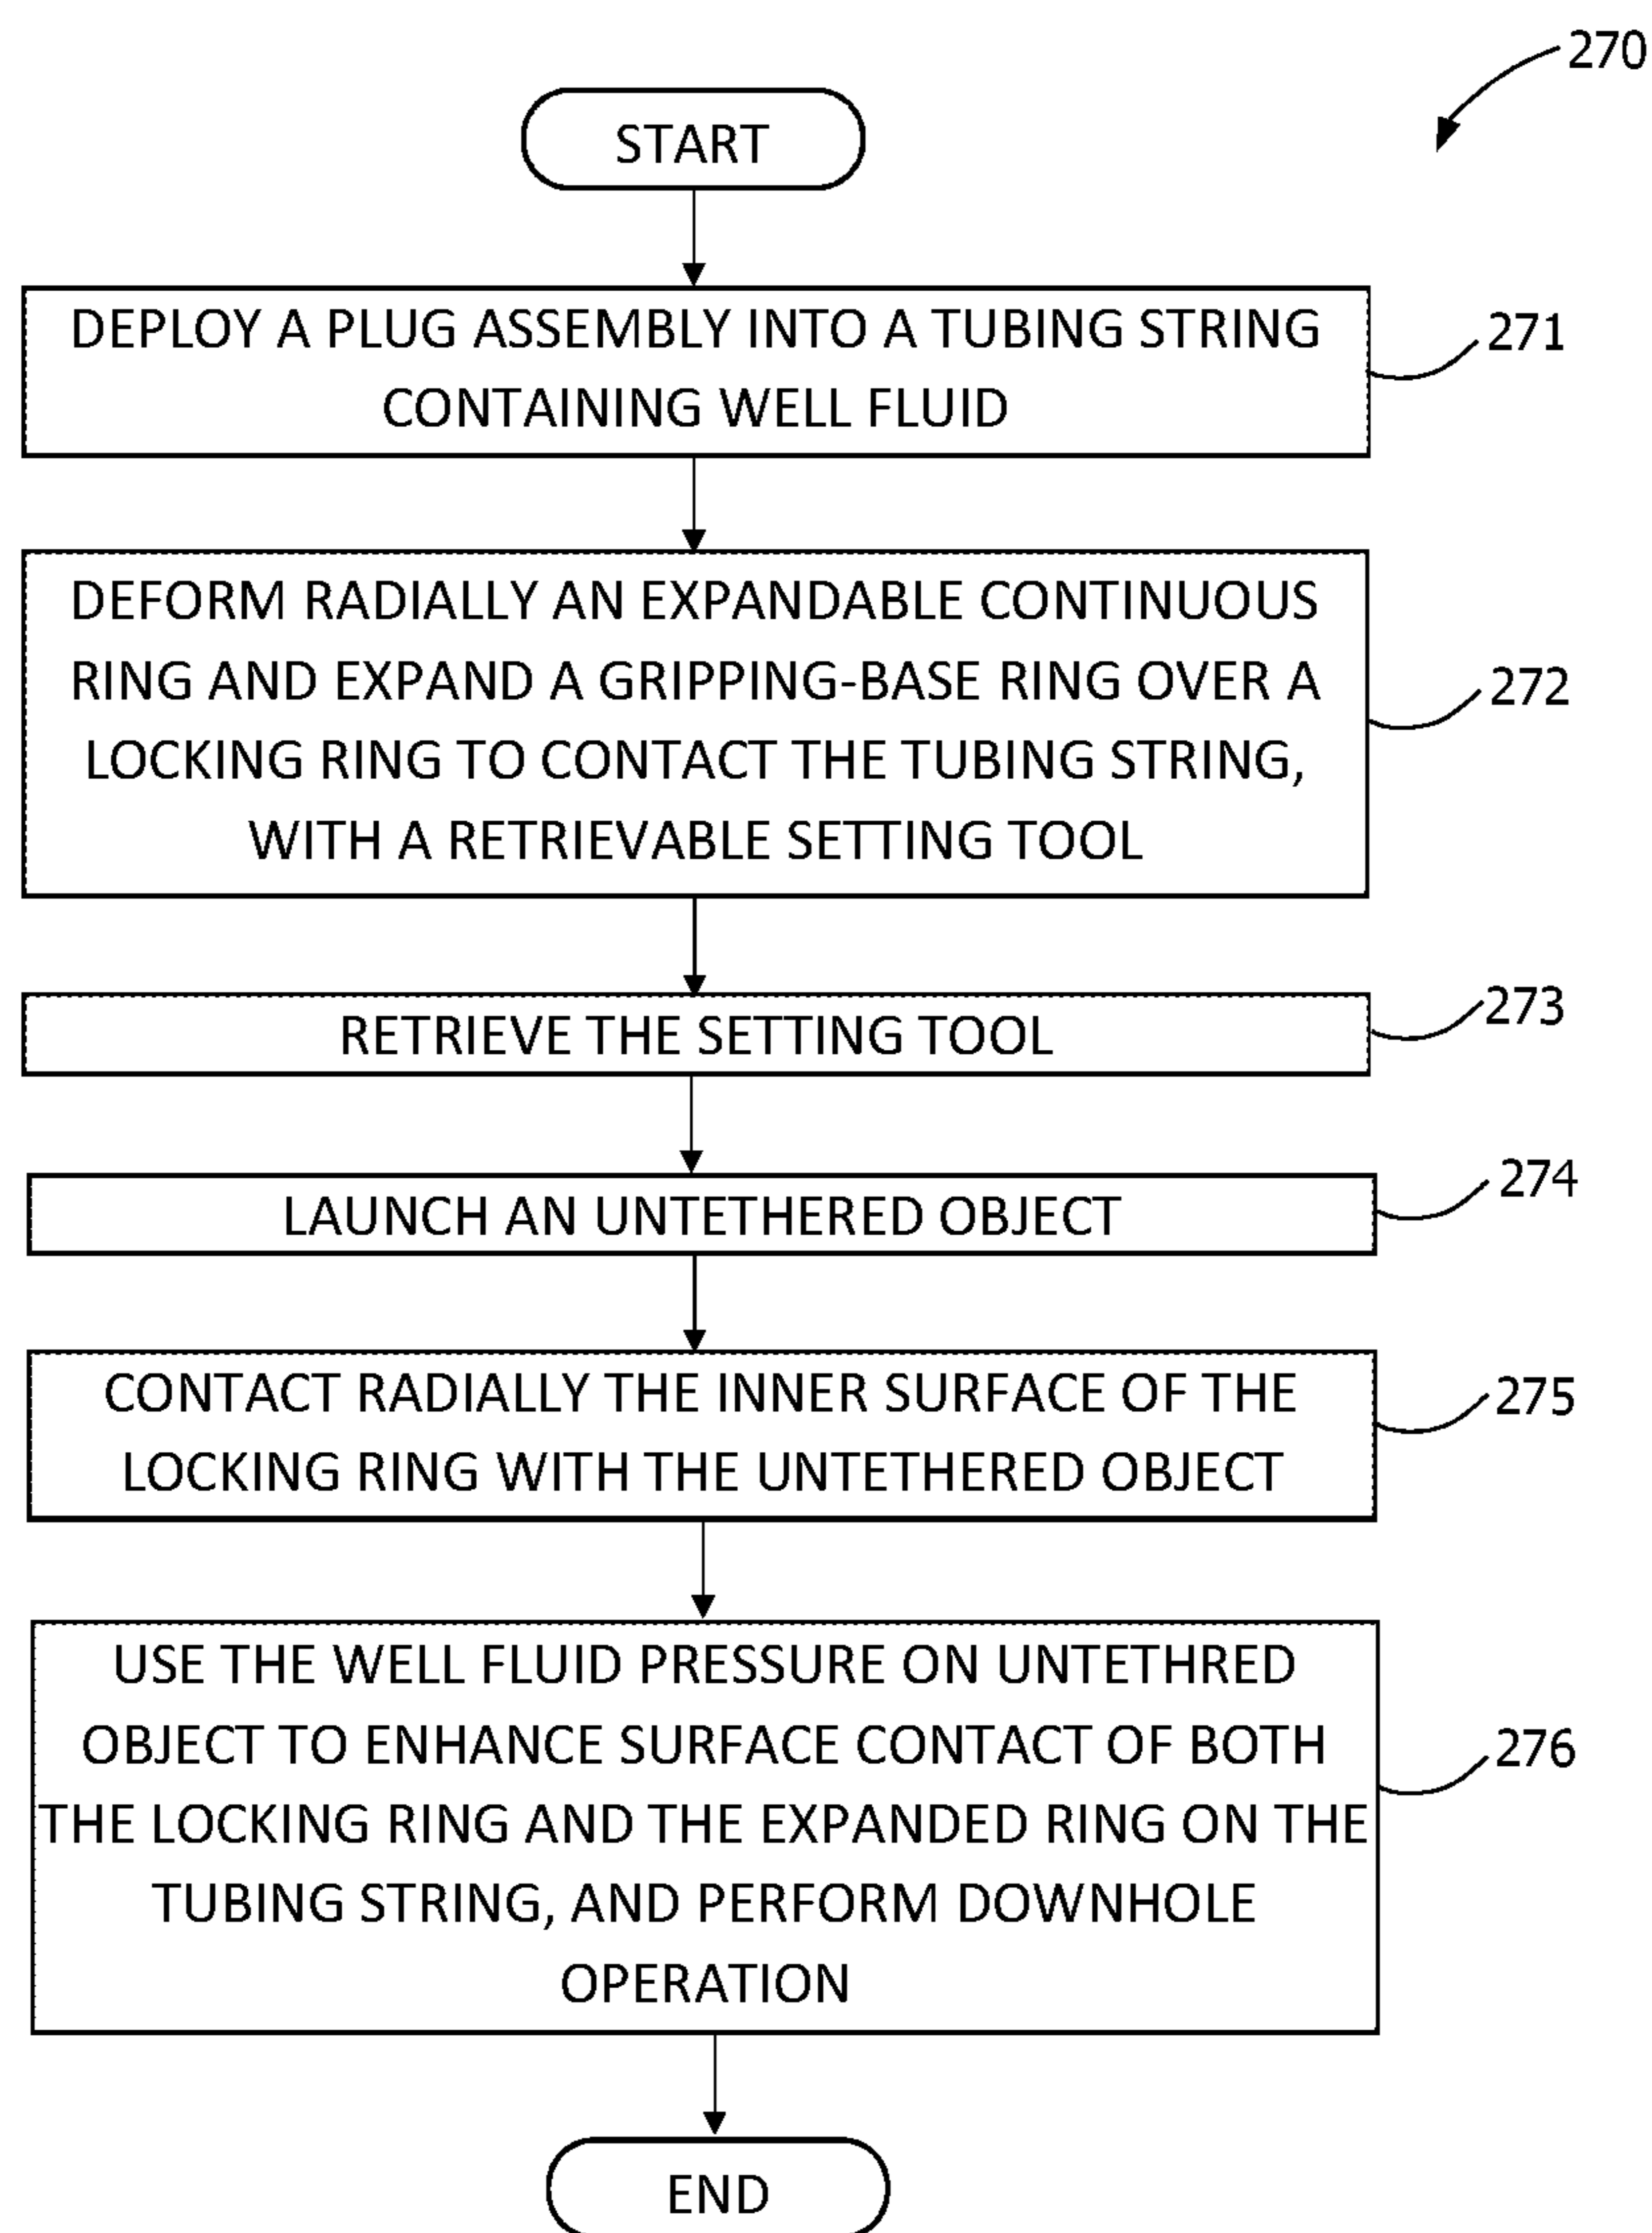 270
START
DEPLOY A PLUG ASSEMBLY INTO A TUBING STRING
CONTAINING WELL FLUID
271
DEFORM RADIALLY AN EXPANDABLE CONTINUOUS
RING AND EXPAND A GRIPPING-BASE RING OVER A
LOCKING RING TO CONTACT THE TUBING STRING,
WITH A RETRIEVABLE SETTING TOOL
272
RETRIEVE THE SETTING TOOL
273
LAUNCH AN UNTETHERED OBJECT
274
CONTACT RADIALLY THE INNER SURFACE OF THE
LOCKING RING WITH THE UNTETHERED OBJECT
275
USE THE WELL FLUID PRESSURE ON UNTETHRED
OBJECT TO ENHANCE SURFACE CONTACT OF BOTH
THE LOCKING RING AND THE EXPANDED RING ON THE
TUBING STRING, AND PERFORM DOWNHOLE
OPERATION
276
END